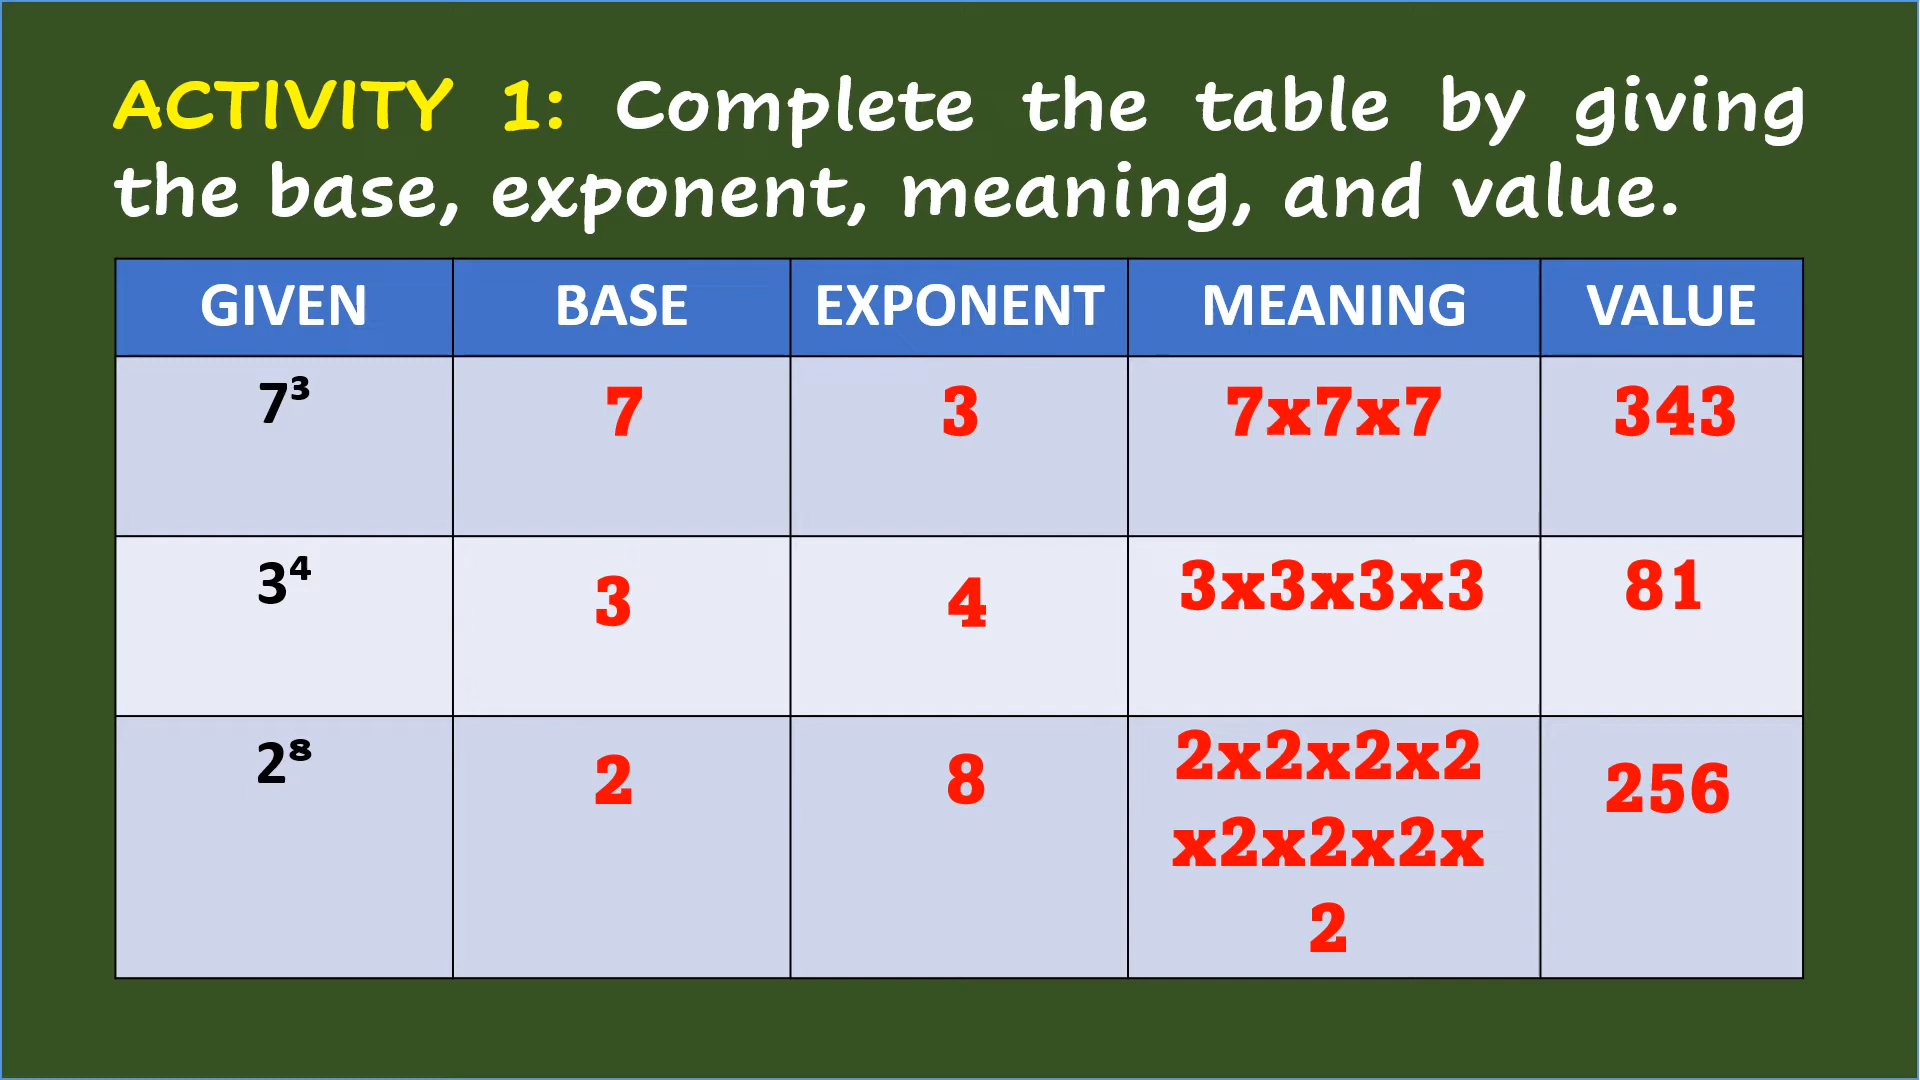 ACTIVITY 1: Complete the table by giving
the base, exponent, meaning, and value.
GIVEN BASE EXPONENT MEANING VALUE
7³ 7 3 7x7x7 343
3⁴ 3 4 3x3x3x3 81
2⁸ 2 8 2x2x2x2 256
x2x2x2x
2